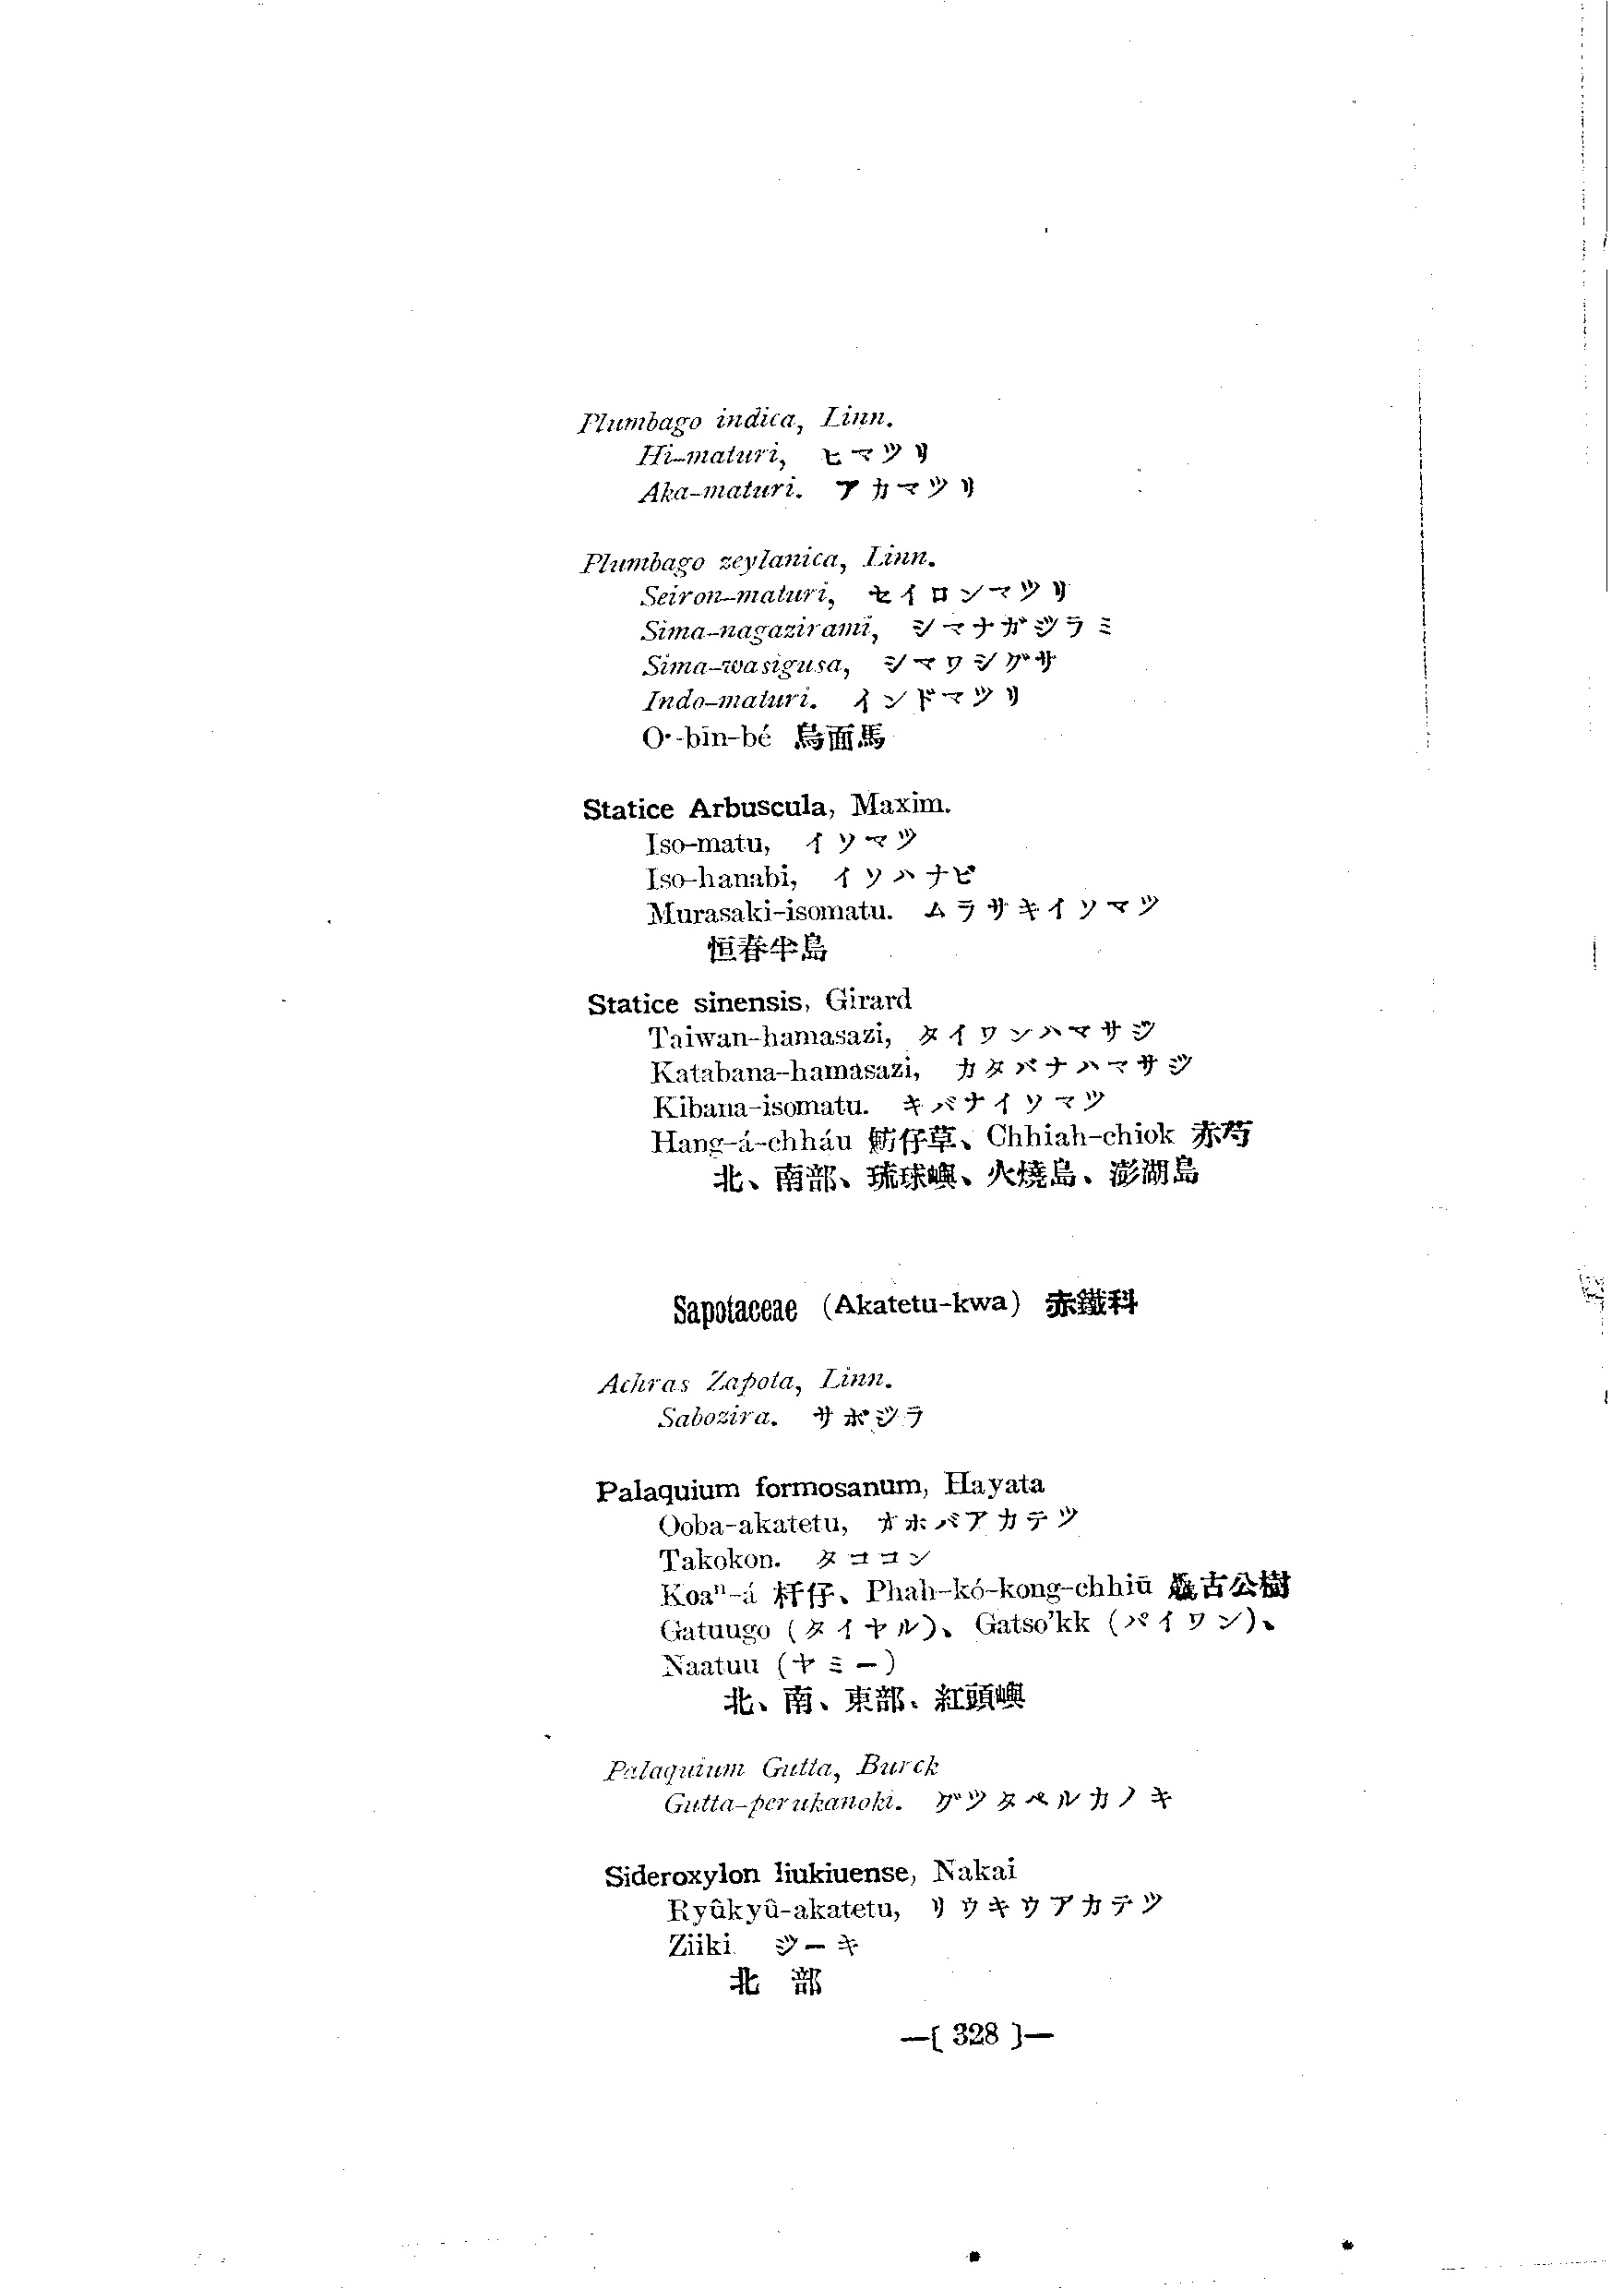 Plumbago indica, Linn.
Hi-maturi, ヒマツリ
Aka-maturi. アカマツリ
Plumbago zeylanica, Linn.
Seiron-maturi, セイロンマツリ
Sima-nagazirami, シマナガジラミ
Sima-wasigusa, シマワシグサ
Indo-maturi. インドマツリ
O·-bīn-bé 烏面馬
Statice Arbuscula, Maxim.
Iso-matu, イソマツ
Iso-hanabi, イソハナビ
Murasaki-isomatu. ムラサキイソマツ
恒春半島
Statice sinensis, Girard
Taiwan-hamasazi, タイワンハマサジ
Katabana-hamasazi, カタバナハマサジ
Kibana-isomatu. キバナイソマツ
Hang-á-chháu 魴仔草、Chhiah-chiok 赤芍
北、南部、琉球嶼、火燒島、澎湖島
Sapotaceae (Akatetu-kwa) 赤鐵科
Achras Zapota, Linn.
Sabozira. サボジラ
Palaquium formosanum, Hayata
Ooba-akatetu, オホバアカテツ
Takokon. タココン
Koaⁿ-á 杆仔、Phah-kó-kong-chhiū 古公樹
Gatuugo (タイヤル)、Gatso'kk (パイワン)、
Naatuu (ヤミー)
北、南、東部、紅頭嶼
Palaquium Gutta, Burck
Gutta-perukanoki. グツタペルカノキ
Sideroxylon liukiuense, Nakai
Ryûkyû-akatetu, リウキウアカテツ
Ziiki ジーキ
北 部
—[ 328 ]—